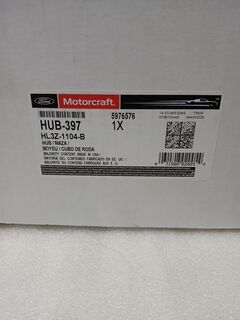 Ford
Motorcraft
5976576
HUB-397
1X
HL3Z-1104-B
HUB / MAZA /
MOYEU / CUBO DE RODA
MAJORITY CONTENT MADE IN USA
MAYORIA DEL CONTENIDO FABRICADO EN EE. UU.